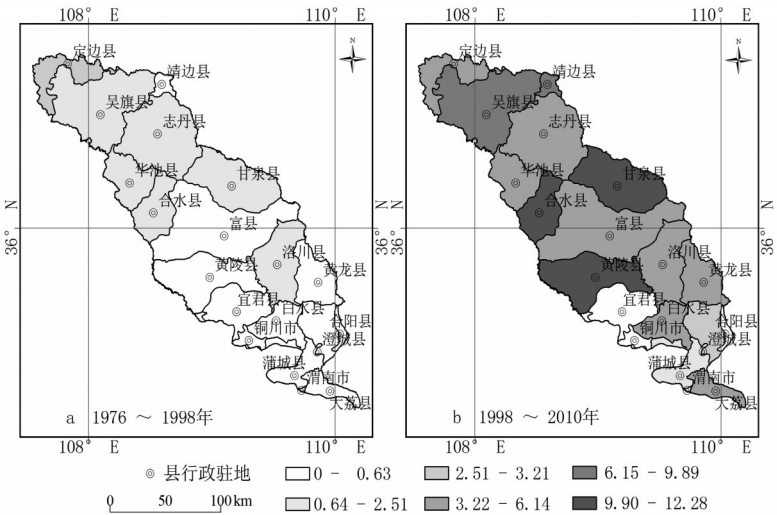 108° E 110° E 108° E 110° E
N N
定边县 定边县
靖边县 靖边县
吴旗县 吴旗县
志丹县 志丹县
华池县 甘泉县 华池县 甘泉县
合水县 合水县
36° N 富县 36° N 富县 36° N
洛川县 洛川县
黄陵县 黄龙县 黄陵县 黄龙县
宜君县 白水县 宜君县 白水县
铜川市 合阳县 铜川市 合阳县
澄城县 澄城县
蒲城县 渭南市 蒲城县 渭南市
大荔县 大荔县
a 1976 ~ 1998年 b 1998 ~ 2010年
108° E 110° E 108° E 110° E
县行政驻地 0 - 0.63 2.51 - 3.21 6.15 - 9.89
0 50 100km 0.64 - 2.51 3.22 - 6.14 9.90 - 12.28